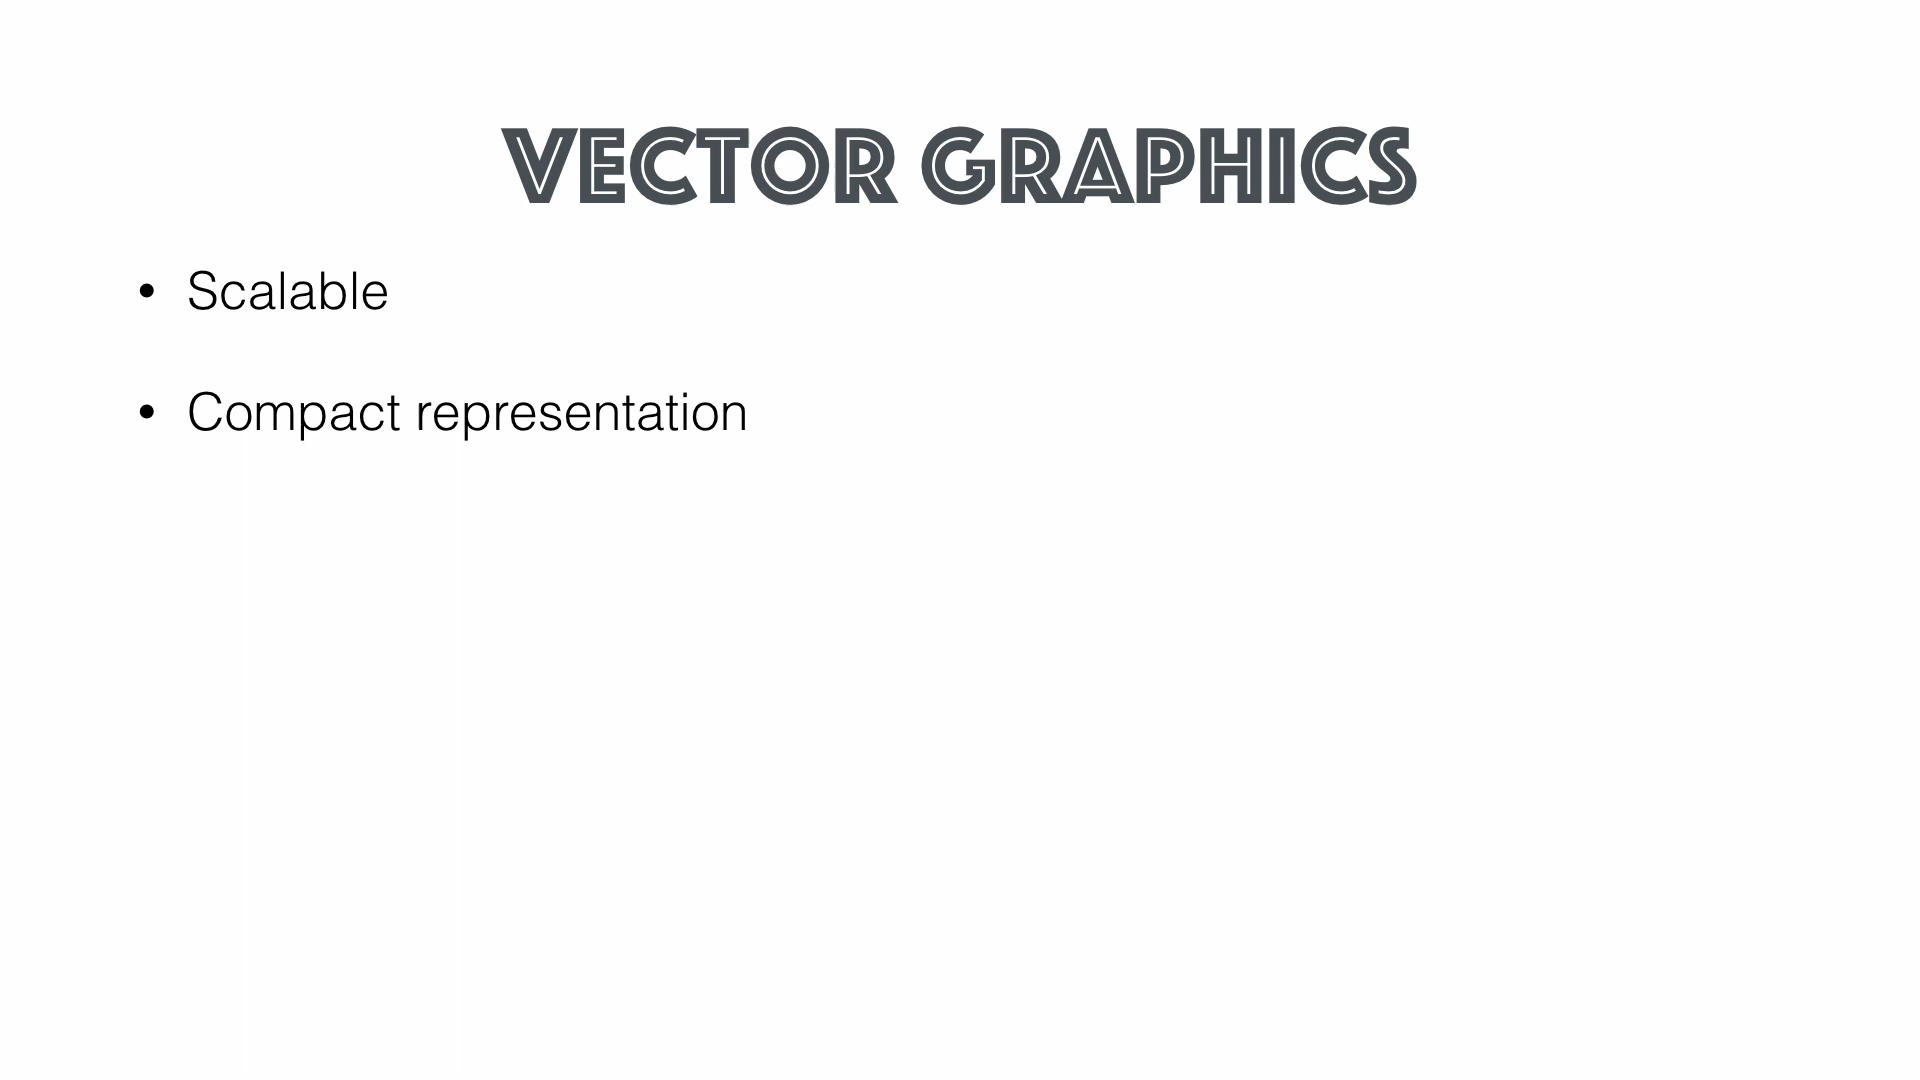 VECTOR GRAPHICS
• Scalable
• Compact representation